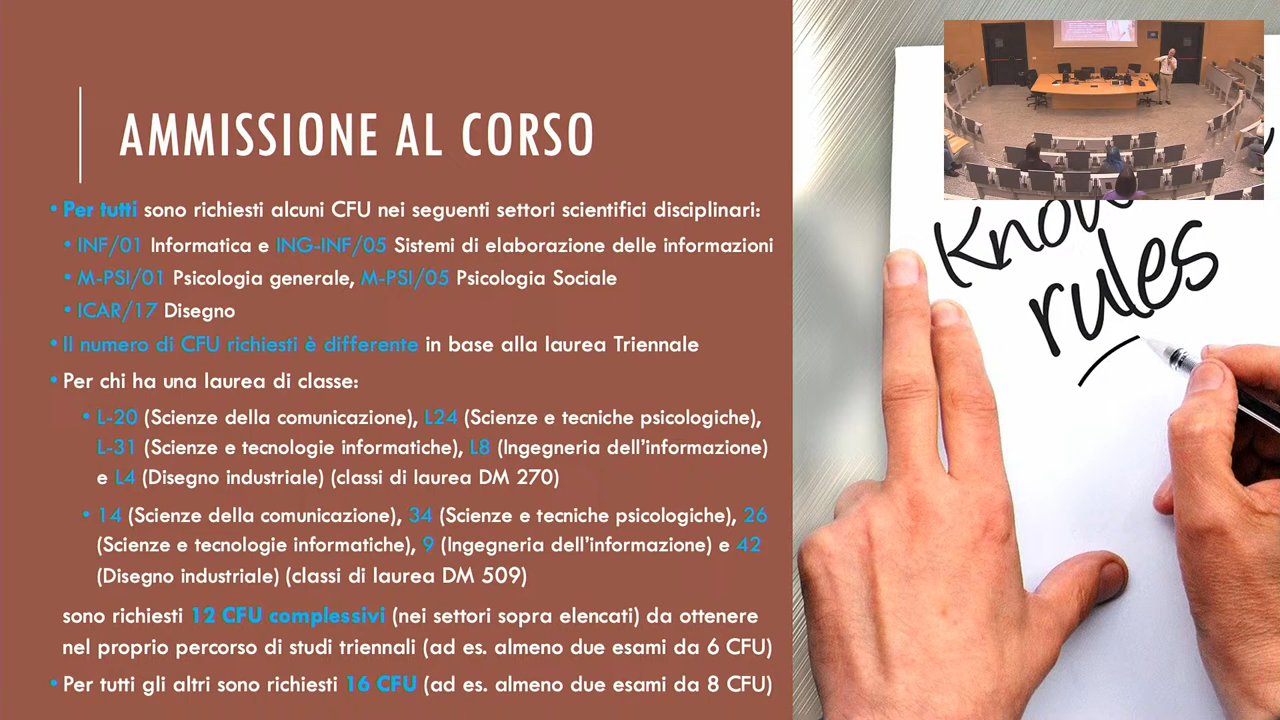 AMMISSIONE AL CORSO
• Per tutti sono richiesti alcuni CFU nei seguenti settori scientifici disciplinari:
• INF/01 Informatica e ING-INF/05 Sistemi di elaborazione delle informazioni
• M-PSI/01 Psicologia generale, M-PSI/05 Psicologia Sociale
• ICAR/17 Disegno
• Il numero di CFU richiesti è differente in base alla laurea Triennale
• Per chi ha una laurea di classe:
• L-20 (Scienze della comunicazione), L24 (Scienze e tecniche psicologiche),
L-31 (Scienze e tecnologie informatiche), L8 (Ingegneria dell'informazione)
e L4 (Disegno industriale) (classi di laurea DM 270)
• 14 (Scienze della comunicazione), 34 (Scienze e tecniche psicologiche), 26
(Scienze e tecnologie informatiche), 9 (Ingegneria dell'informazione) e 42
(Disegno industriale) (classi di laurea DM 509)
sono richiesti 12 CFU complessivi (nei settori sopra elencati) da ottenere
nel proprio percorso di studi triennali (ad es. almeno due esami da 6 CFU)
• Per tutti gli altri sono richiesti 16 CFU (ad es. almeno due esami da 8 CFU)
rules